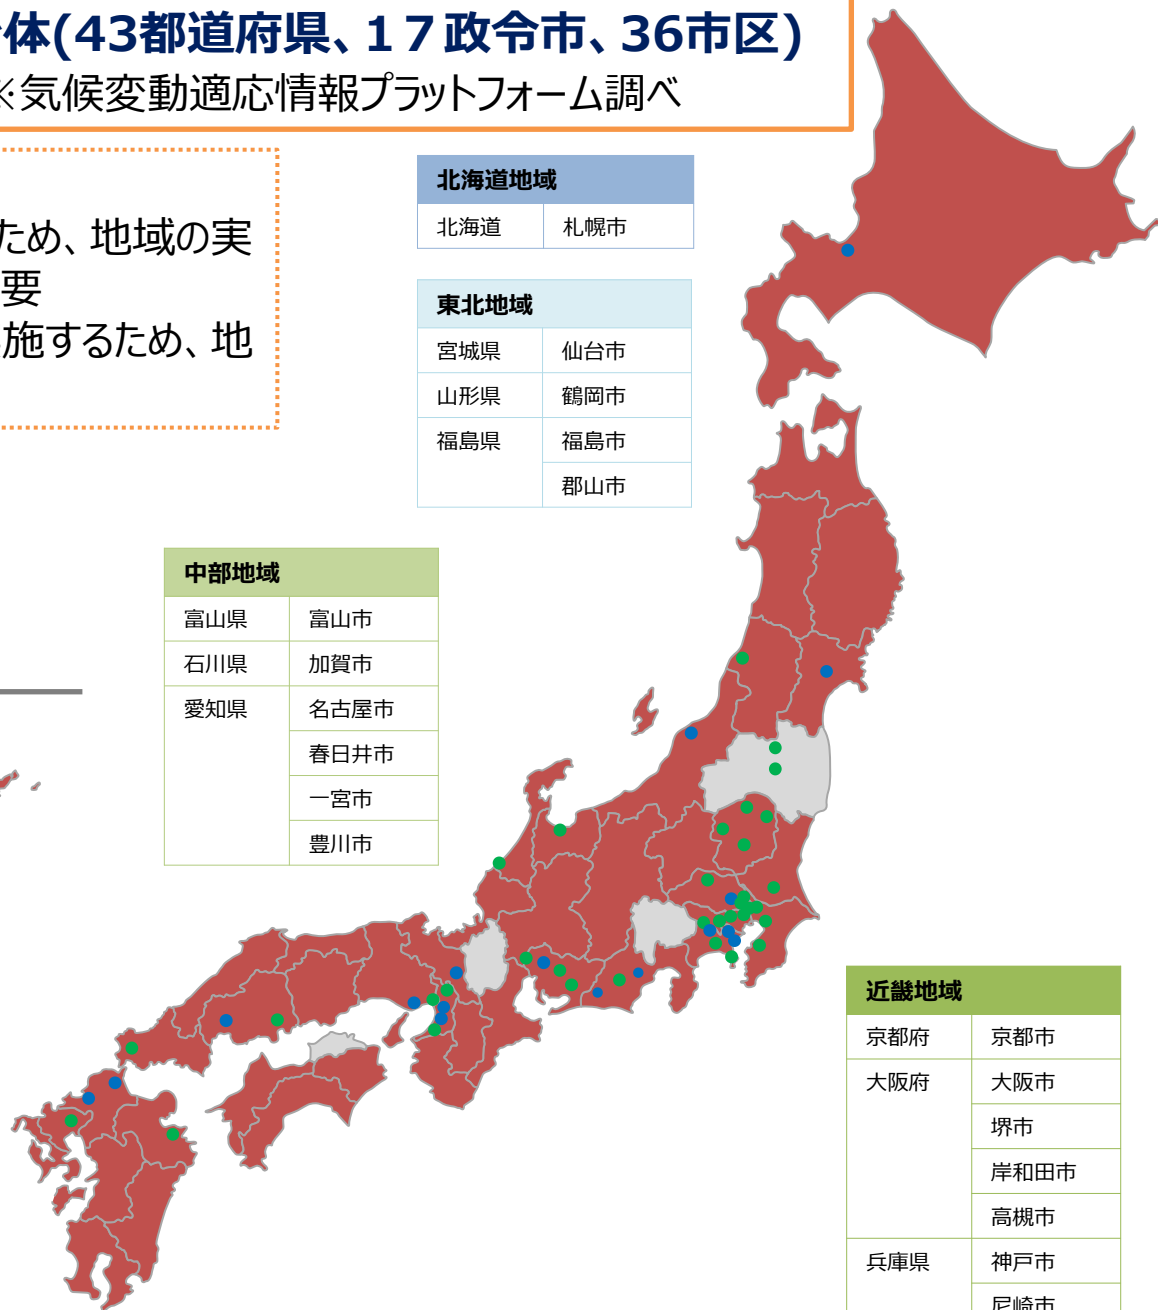 体(43都道府県、１７政令市、36市区)
※気候変動適応情報プラットフォーム調べ
ため、地域の実
要
施するため、地
北海道地域
北海道 札幌市
東北地域
宮城県 仙台市
山形県 鶴岡市
福島県 福島市
郡山市
中部地域
富山県 富山市
石川県 加賀市
愛知県 名古屋市
春日井市
一宮市
豊川市
近畿地域
京都府 京都市
大阪府 大阪市
堺市
岸和田市
高槻市
兵庫県 神戸市
尼崎市